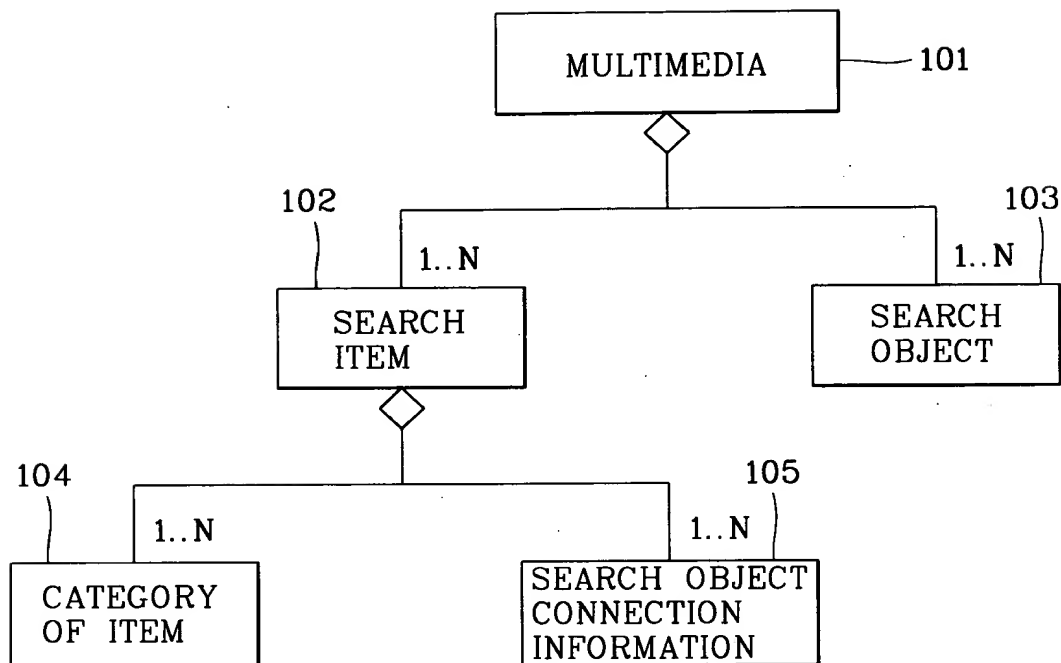 MULTIMEDIA
101
102
103
1..N
1..N
SEARCH
ITEM
SEARCH
OBJECT
104
105
1..N
1..N
CATEGORY
OF ITEM
SEARCH OBJECT
CONNECTION
INFORMATION